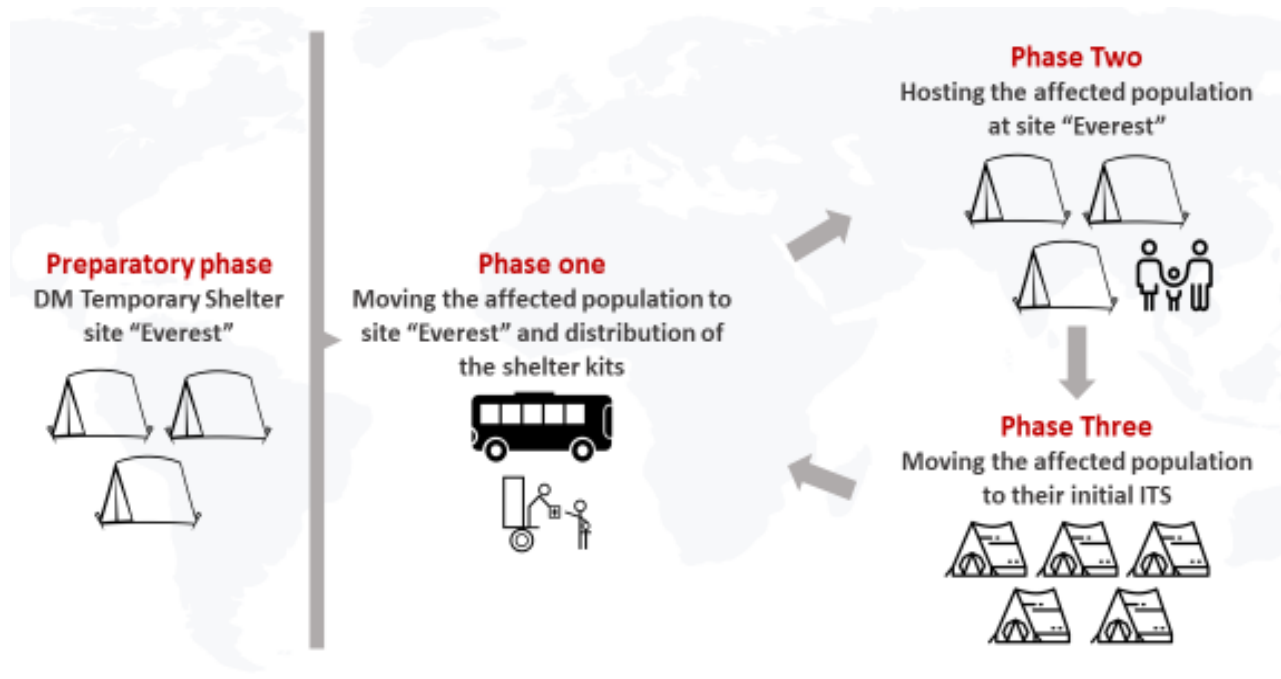 Preparatory phase
DM Temporary Shelter
site “Everest”
Phase one
Moving the affected population to
site “Everest” and distribution of
the shelter kits
Phase Two
Hosting the affected population
at site “Everest”
Phase Three
Moving the affected population
to their initial ITS